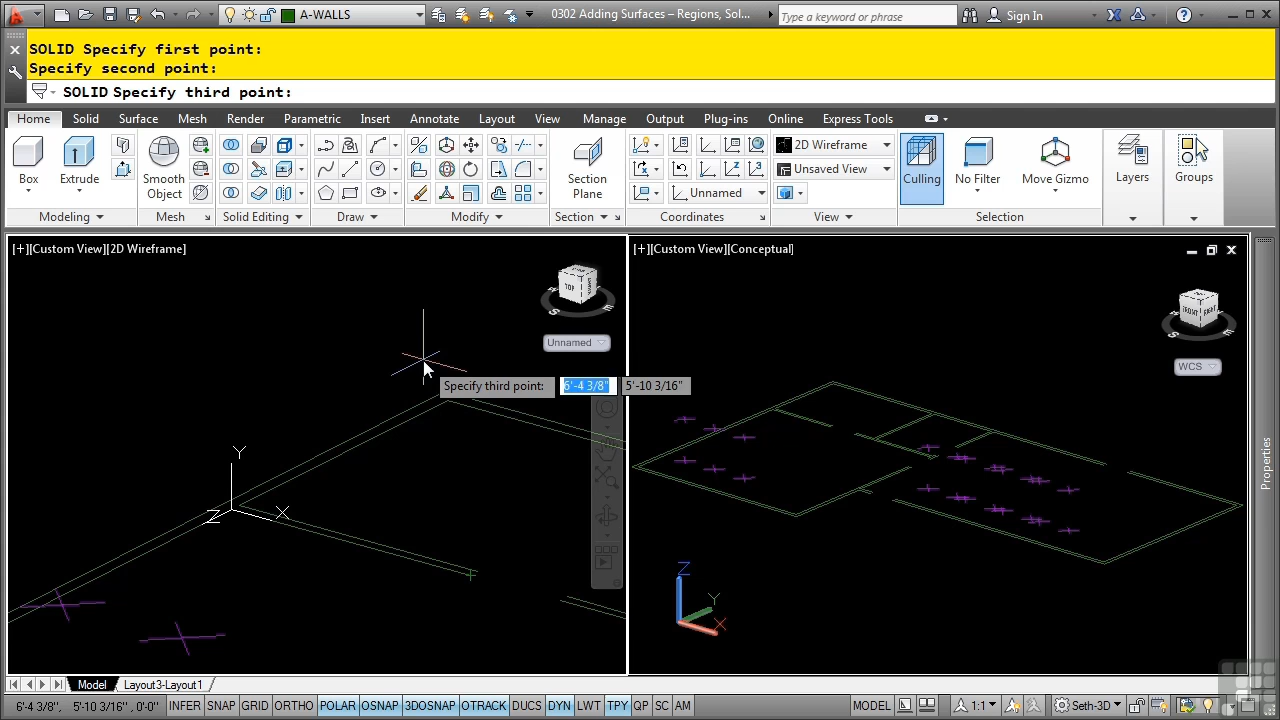 A-WALLS
0302 Adding Surfaces – Regions, Sol...
Type a keyword or phrase
Sign In
SOLID Specify first point:
Specify second point:
SOLID Specify third point:
Home Solid Surface Mesh Render Parametric Insert Annotate Layout View Manage Output Plug-ins Online Express Tools
2D Wireframe
Unsaved View
Unnamed
Box Extrude Smooth Object Section Plane Culling No Filter Move Gizmo Layers Groups
Modeling Mesh Solid Editing Draw Modify Section Coordinates View Selection
[+][Custom View][2D Wireframe]
[+][Custom View][Conceptual]
TOP
S
E
Unnamed
FRONT RIGHT
S
E
WCS
Specify third point: 6'-4 3/8" 5'-10 3/16"
Y
Z X
Z
Y
X
Properties
Model Layout3-Layout1
6'-4 3/8", 5'-10 3/16" , 0'-0" INFER SNAP GRID ORTHO POLAR OSNAP 3DOSNAP OTRACK DUCS DYN LWT TPY QP SC AM MODEL 1:1 Seth-3D